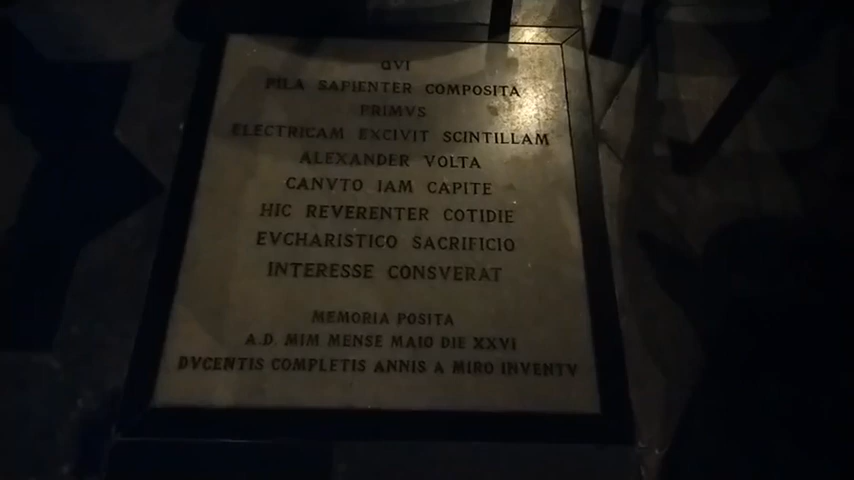 QVI
PILA SAPIENTER COMPOSITA
PRIMVS
ELECTRICAM EXCIVIT SCINTILLAM
ALEXANDER VOLTA
CANVTO IAM CAPITE
HIC REVERENTER COTIDIE
EVCHARISTICO SACRIFICIO
INTERESSE CONSVERAT
MEMORIA POSITA
A.D. MIM MENSE MAIO DIE XXVI
DVCENTIS COMPLETIS ANNIS A MIRO INVENTV